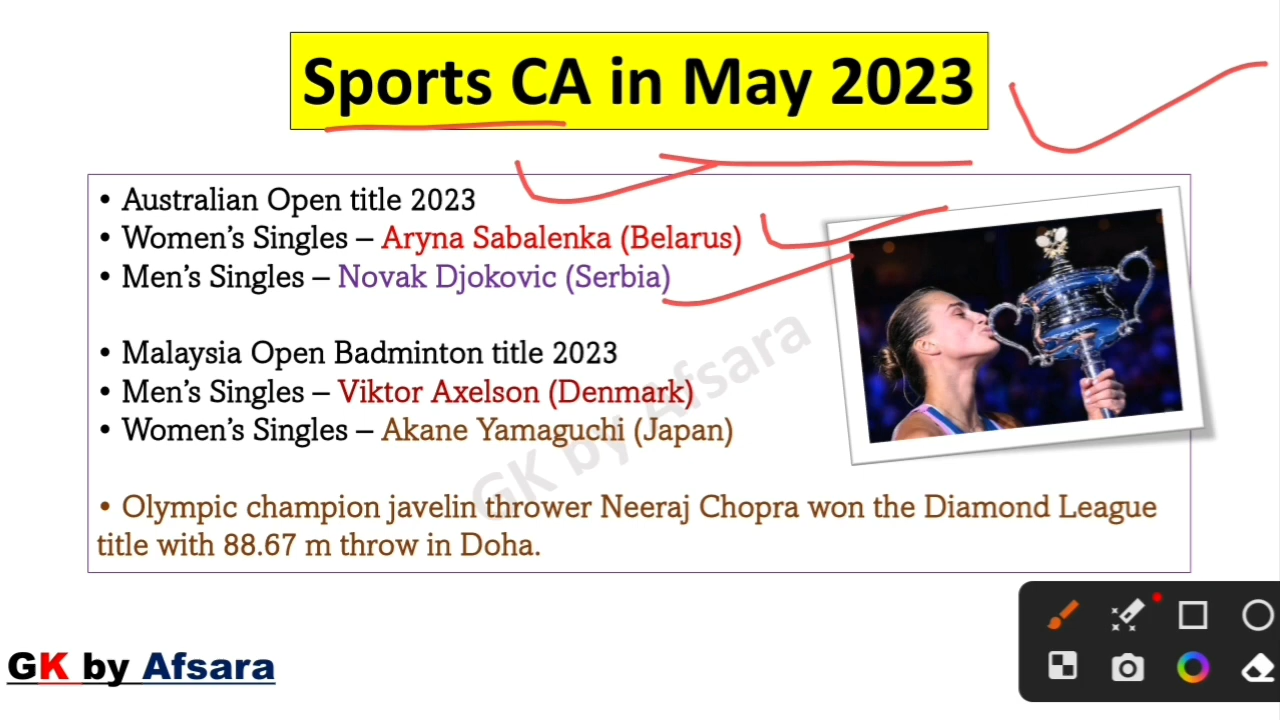 Sports CA in May 2023
• Australian Open title 2023
• Women’s Singles – Aryna Sabalenka (Belarus)
• Men’s Singles – Novak Djokovic (Serbia)
• Malaysia Open Badminton title 2023
• Men’s Singles – Viktor Axelson (Denmark)
• Women’s Singles – Akane Yamaguchi (Japan)
• Olympic champion javelin thrower Neeraj Chopra won the Diamond League
title with 88.67 m throw in Doha.
GK by Afsara
GK by Afsara